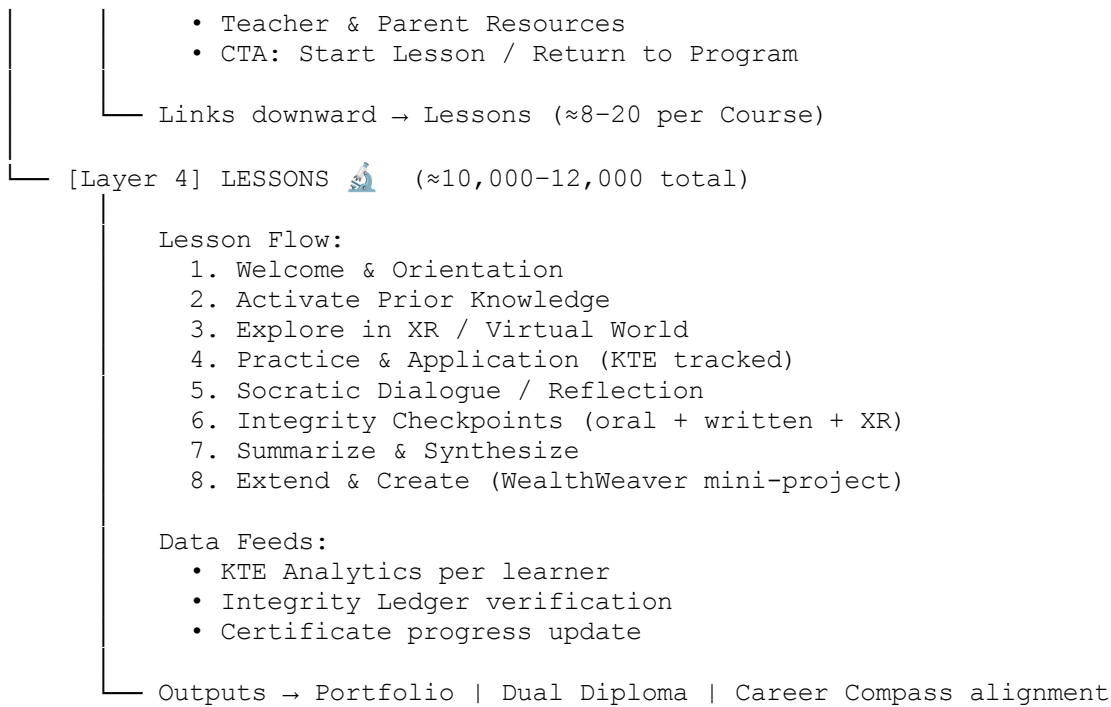 • Teacher & Parent Resources
• CTA: Start Lesson / Return to Program
Links downward → Lessons (≈8–20 per Course)
[Layer 4] LESSONS 🔬 (≈10,000–12,000 total)
Lesson Flow:
1. Welcome & Orientation
2. Activate Prior Knowledge
3. Explore in XR / Virtual World
4. Practice & Application (KTE tracked)
5. Socratic Dialogue / Reflection
6. Integrity Checkpoints (oral + written + XR)
7. Summarize & Synthesize
8. Extend & Create (WealthWeaver mini-project)
Data Feeds:
• KTE Analytics per learner
• Integrity Ledger verification
• Certificate progress update
Outputs → Portfolio | Dual Diploma | Career Compass alignment